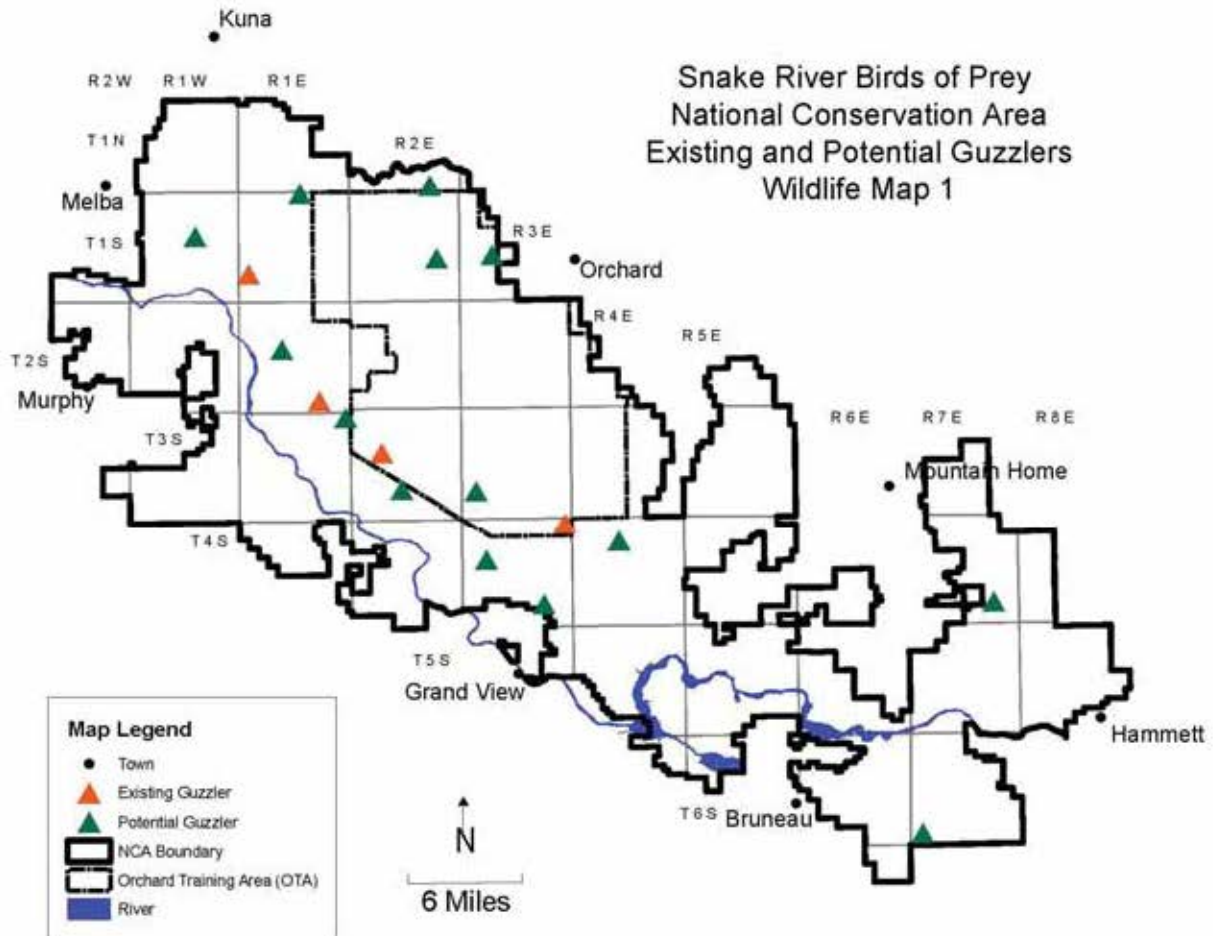 Kuna
Snake River Birds of Prey
National Conservation Area
Existing and Potential Guzzlers
Wildlife Map 1
R2W R1W R1E
T1N
R2E
Melba
T1S
R3E
Orchard
R4E
R5E
T2S
Murphy
R6E R7E R8E
T3S
Mountain Home
T4S
T5S
Grand View
Hammett
T6S Bruneau
Map Legend
Town
Existing Guzzler
Potential Guzzler
NCA Boundary
Orchard Training Area (OTA)
River
N
6 Miles